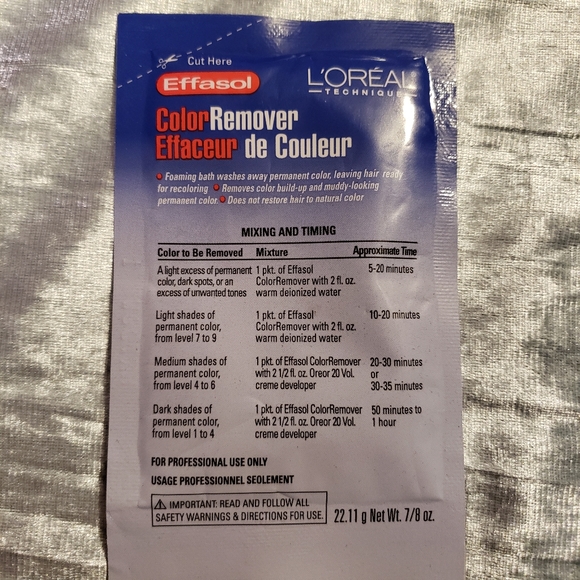 Cut Here
Effasol
L'ORÉAL
TECHNIQUE
ColorRemover
Effaceur de Couleur
• Foaming bath washes away permanent color, leaving hair ready
for recoloring • Removes color build-up and muddy-looking
permanent color • Does not restore hair to natural color
MIXING AND TIMING
Color to Be Removed Mixture Approximate Time
A light excess of permanent 1 pkt. of Effasol 5-20 minutes
color, dark spots, or an ColorRemover with 2 fl. oz.
excess of unwanted tones warm deionized water
Light shades of 1 pkt. of Effasol 10-20 minutes
permanent color, ColorRemover with 2 fl. oz.
from level 7 to 9 warm deionized water
Medium shades of 1 pkt. of Effasol ColorRemover 20-30 minutes
permanent color, with 2 1/2 fl. oz. Oreor 20 Vol. or
from level 4 to 6 creme developer 30-35 minutes
Dark shades of 1 pkt. of Effasol ColorRemover 50 minutes to
permanent color, with 2 1/2 fl. oz. Oreor 20 Vol. 1 hour
from level 1 to 4 creme developer
FOR PROFESSIONAL USE ONLY
USAGE PROFESSIONNEL SEOLEMENT
IMPORTANT: READ AND FOLLOW ALL
SAFETY WARNINGS & DIRECTIONS FOR USE.
22.11 g Net Wt. 7/8 oz.